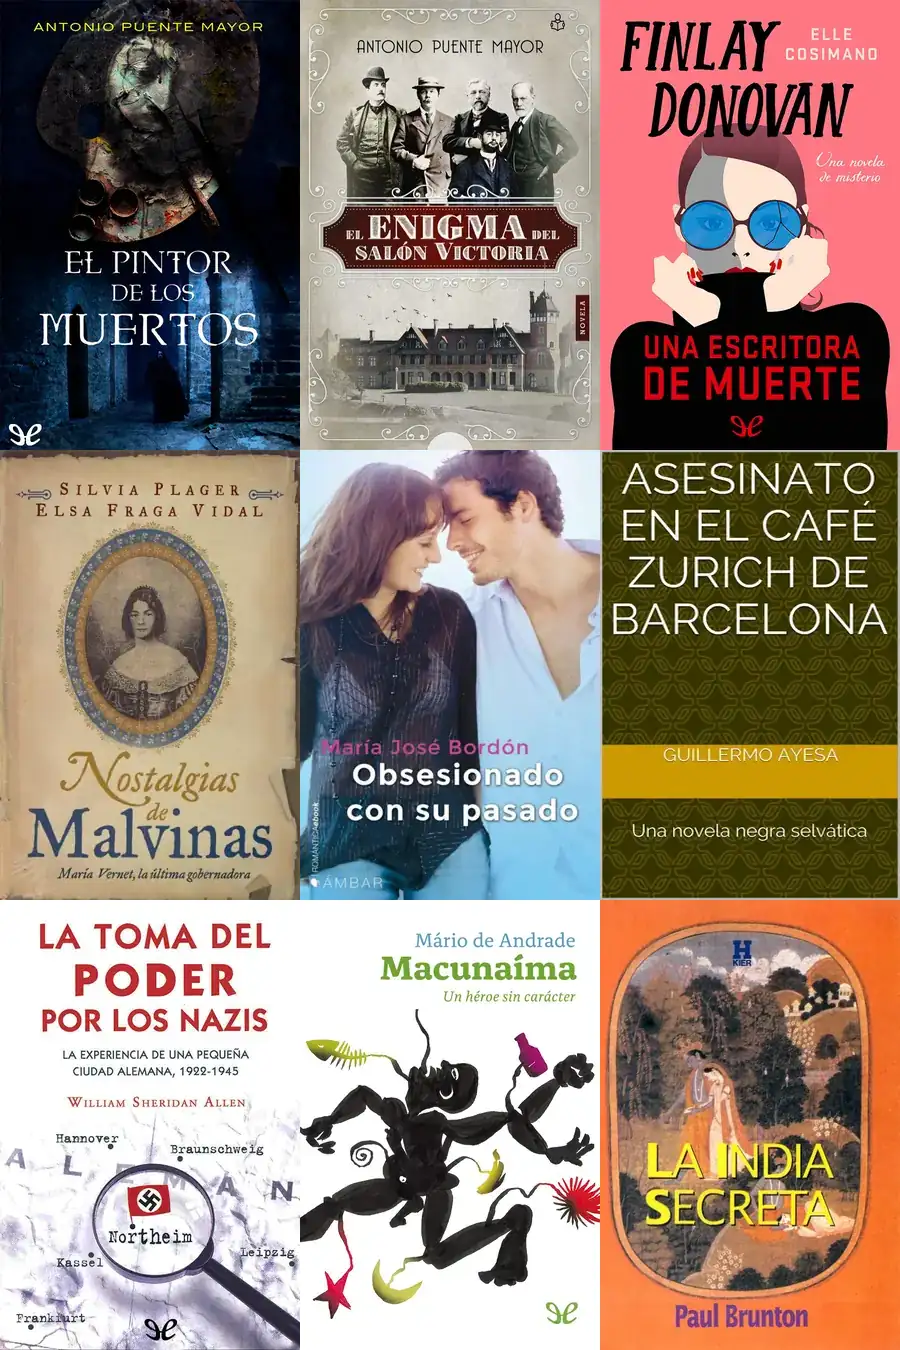 ANTONIO PUENTE MAYOR
EL PINTOR
DE LOS
MUERTOS
ANTONIO PUENTE MAYOR
EL ENIGMA DEL
SALÓN VICTORIA
NOVELA
FINLAY
DONOVAN
ELLE
COSIMANO
Una novela
de misterio
UNA ESCRITORA
DE MUERTE
SILVIA PLAGER
ELSA FRAGA VIDAL
Nostalgias
de
Malvinas
María Vernet, la última gobernadora
María José Bordón
Obsesionado
con su pasado
ROMANTICA ebook
ÁMBAR
ASESINATO
EN EL CAFÉ
ZURICH DE
BARCELONA
GUILLERMO AYESA
Una novela negra selvática
LA TOMA DEL
PODER
POR LOS NAZIS
LA EXPERIENCIA DE UNA PEQUEÑA
CIUDAD ALEMANA, 1922-1945
WILLIAM SHERIDAN ALLEN
Hannover
Braunschweig
ALEMAN
Northeim
Kassel
Leipzig
Frankfurt
Mário de Andrade
Macunaíma
Un héroe sin carácter
H
KIER
LA INDIA
SECRETA
Paul Brunton